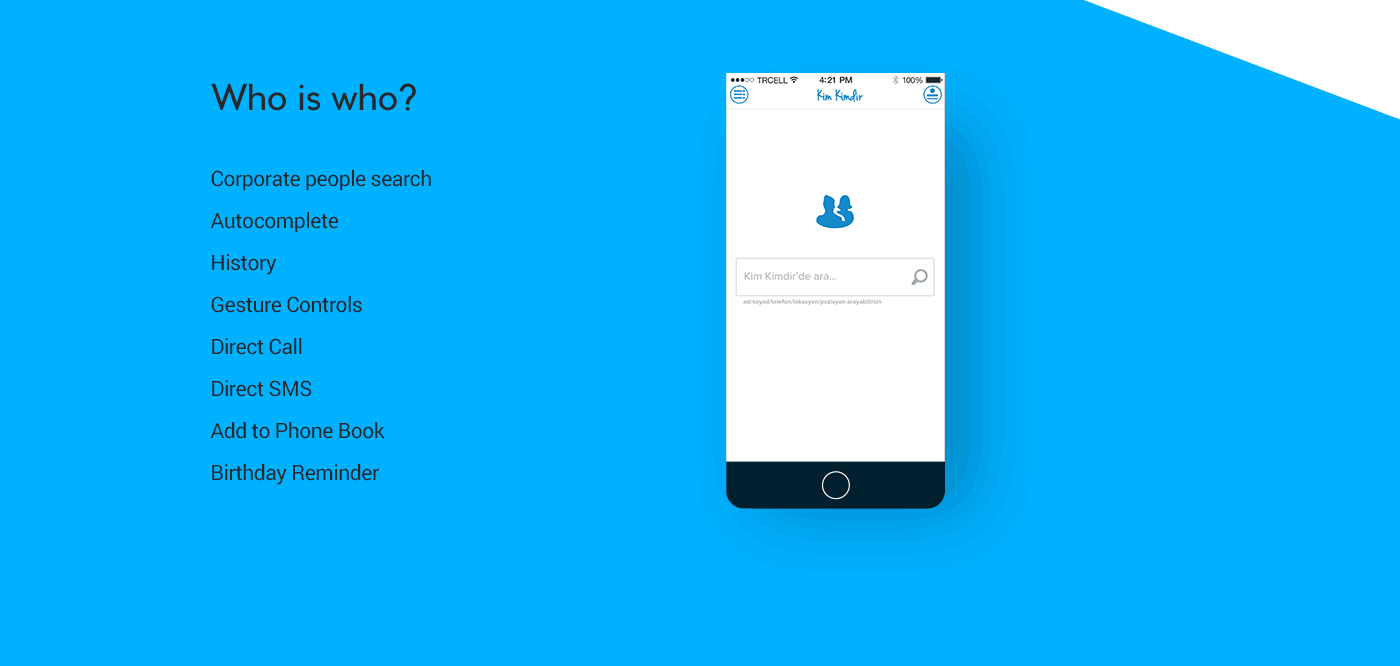 Who is who?
Corporate people search
Autocomplete
History
Gesture Controls
Direct Call
Direct SMS
Add to Phone Book
Birthday Reminder
TRCELL 4:21 PM 100%
Kim Kimdir
Kim Kimdir'de ara...
ad/soyad/telefon/lokasyon/pozisyon arayabilirsin